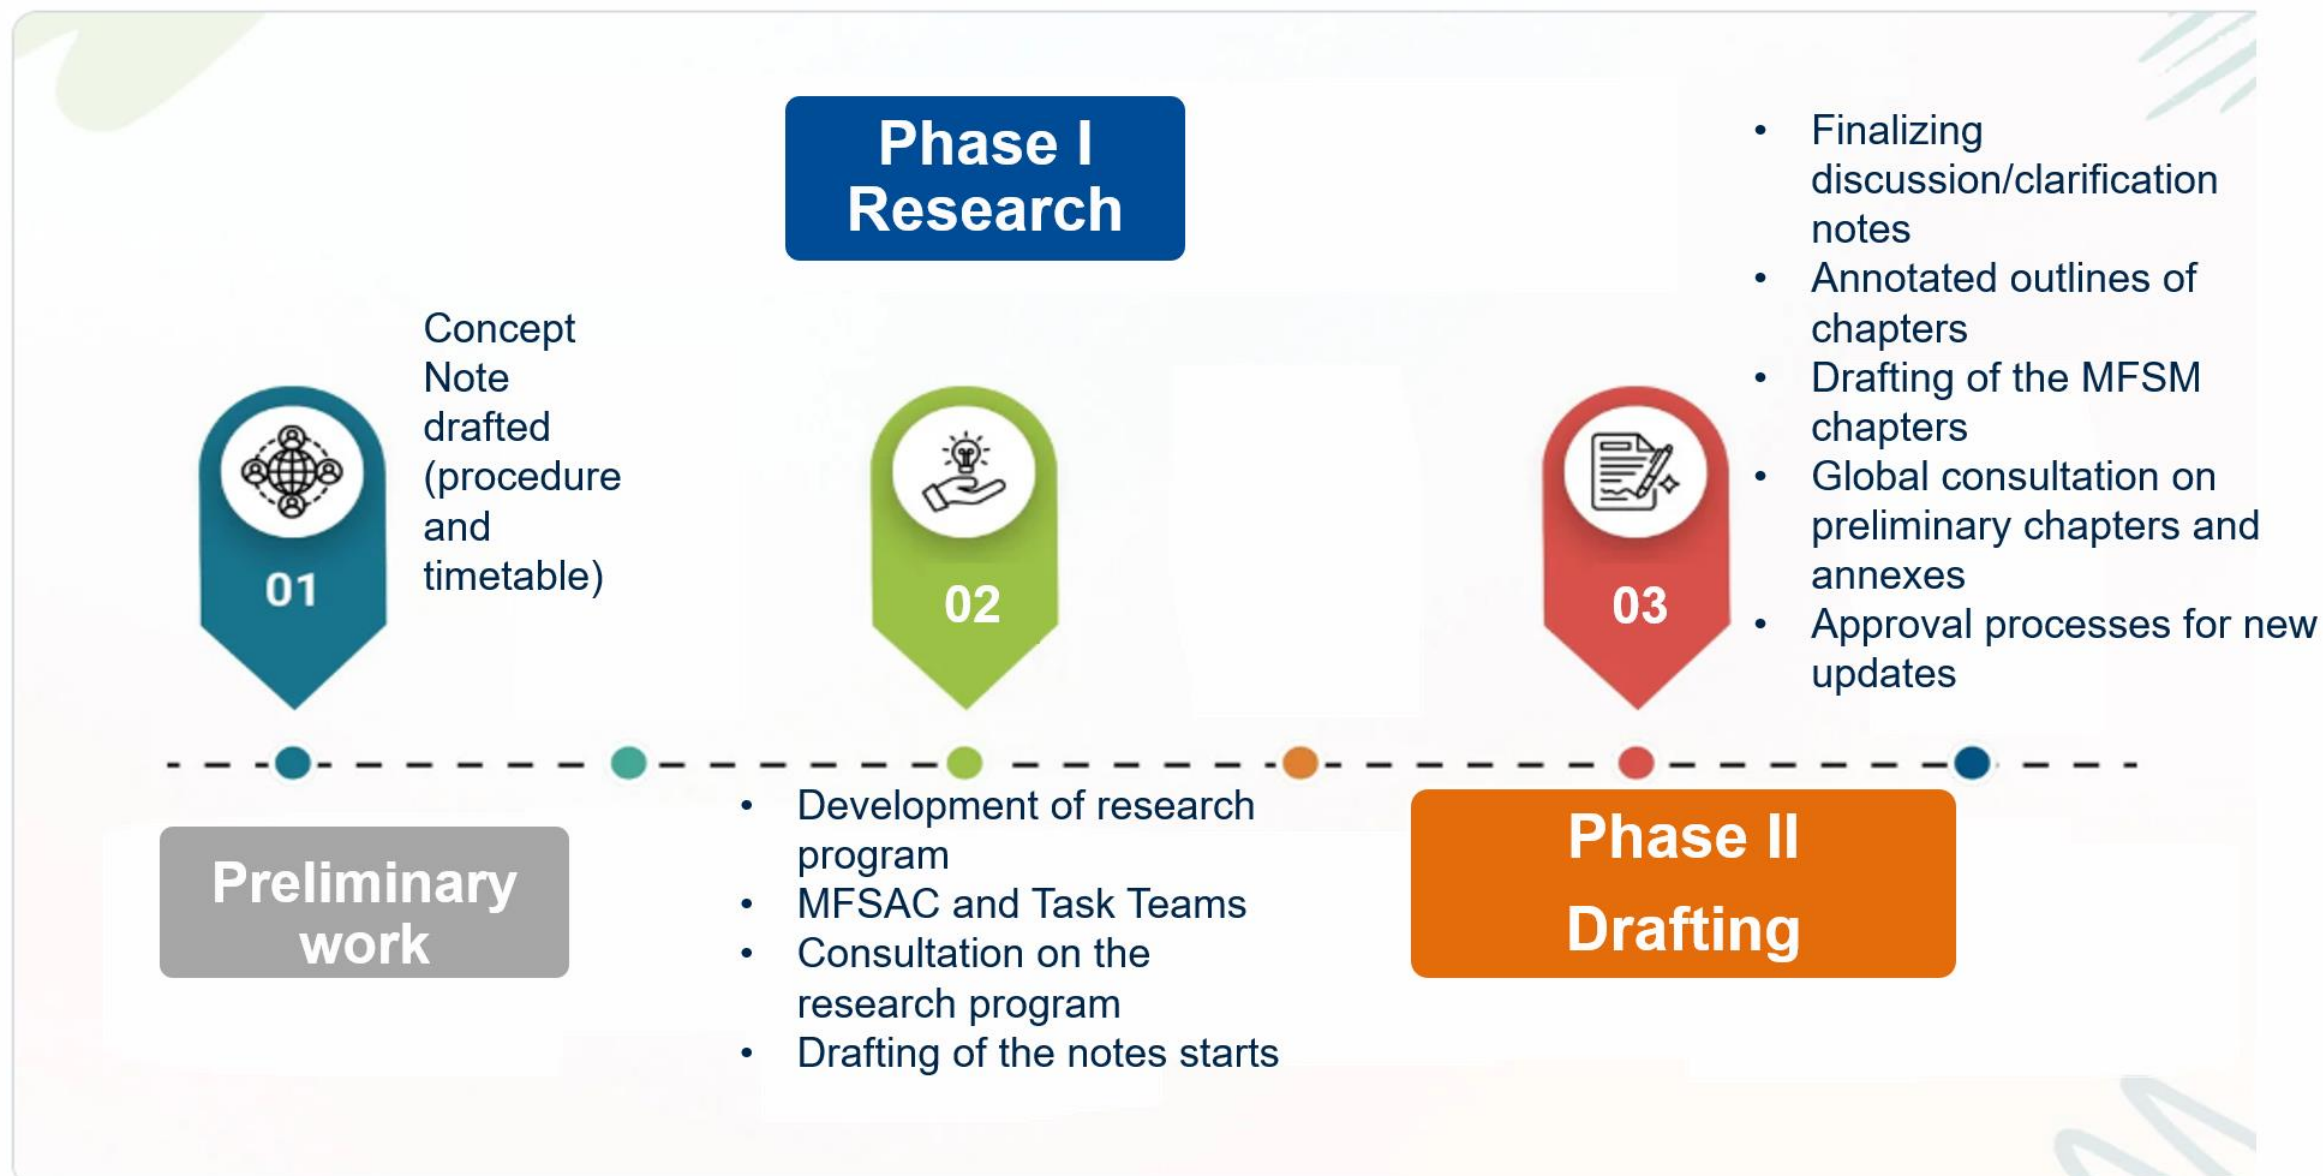 Phase I
Research
Concept
Note
drafted
(procedure
and
timetable)
01
02
03
• Finalizing
discussion/clarification
notes
• Annotated outlines of
chapters
• Drafting of the MFSM
chapters
• Global consultation on
preliminary chapters and
annexes
• Approval processes for new
updates
Preliminary
work
• Development of research
program
• MFSAC and Task Teams
• Consultation on the
research program
• Drafting of the notes starts
Phase II
Drafting